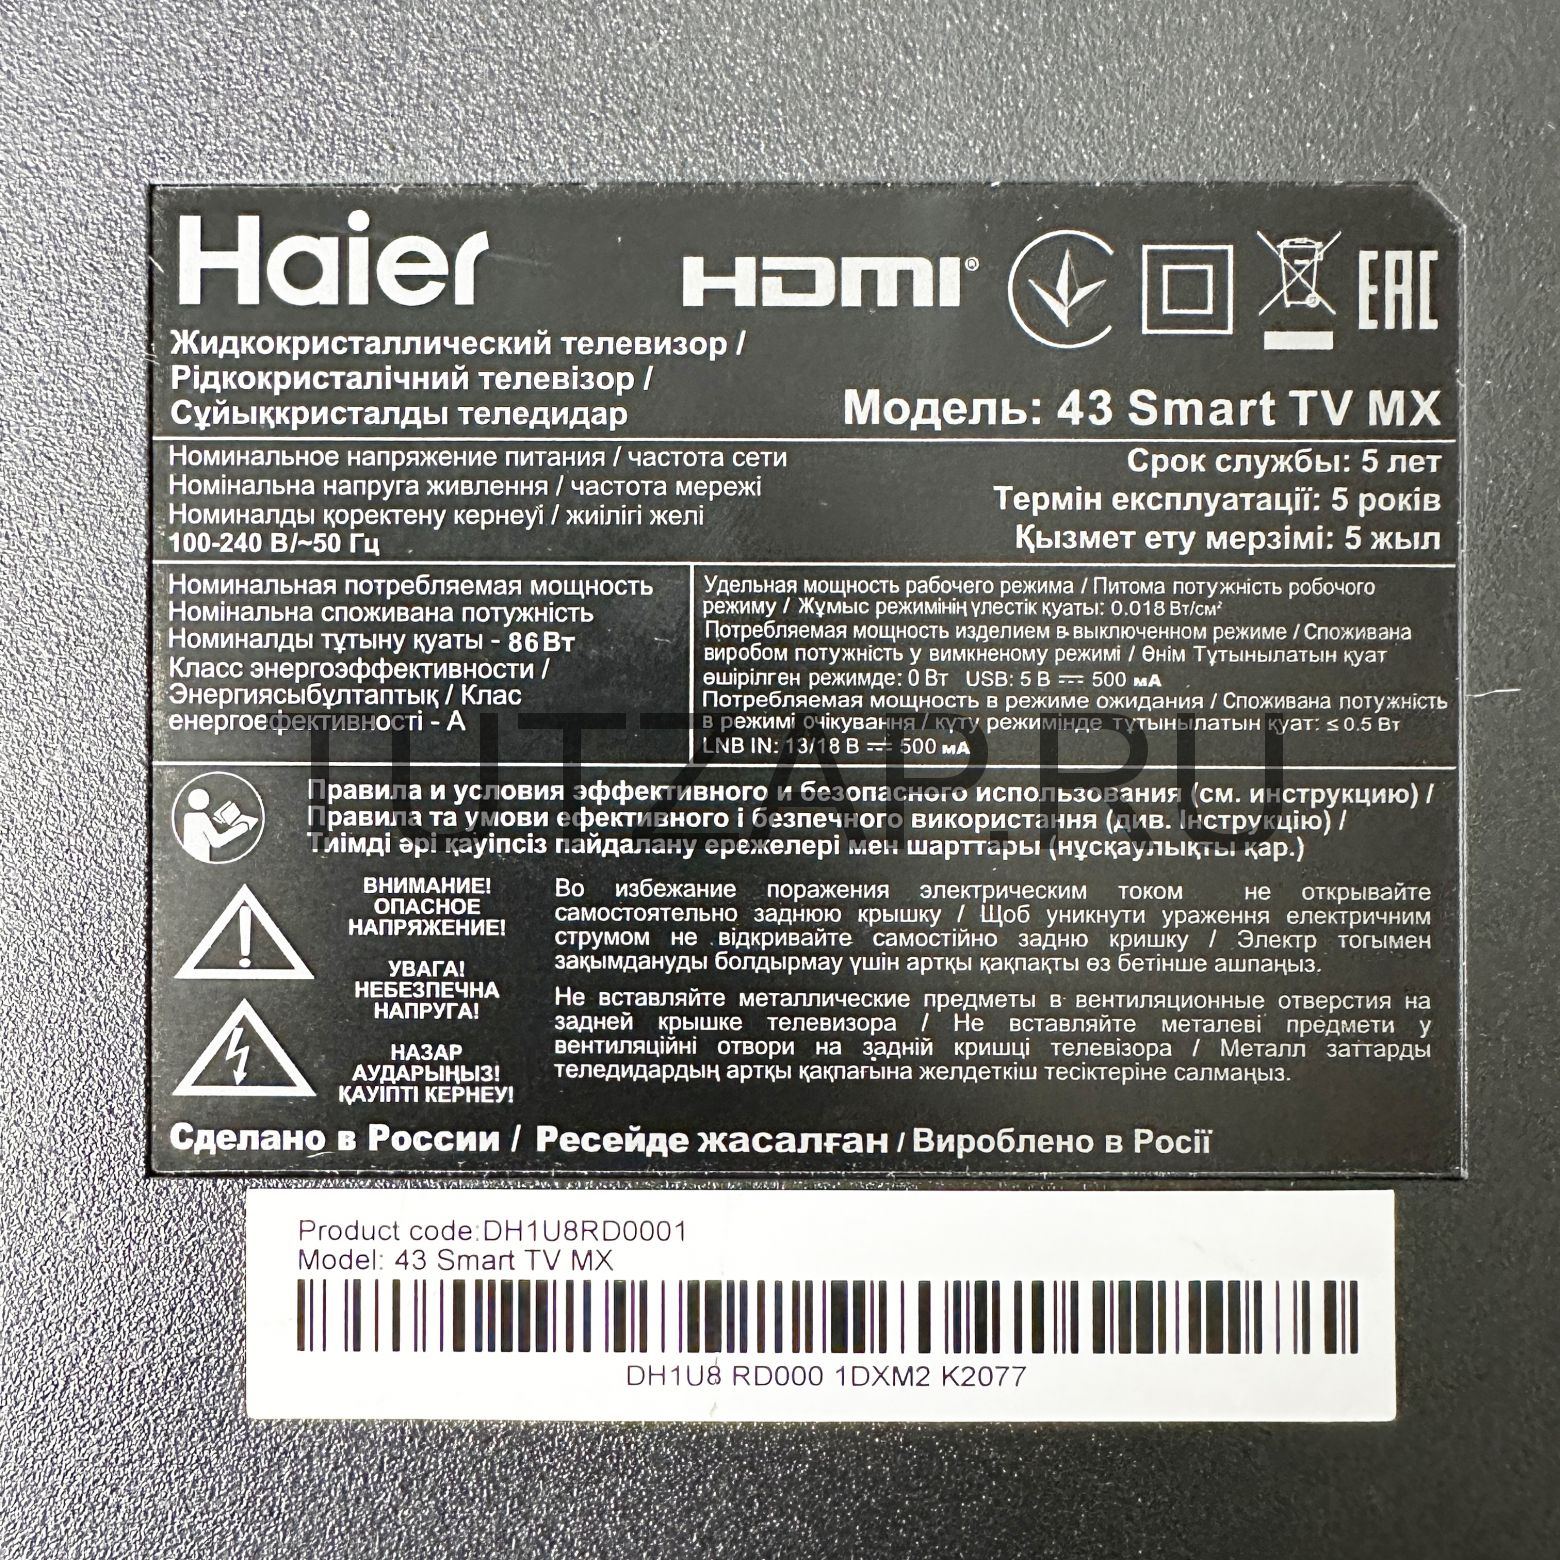 Haier
HDMI®
EAC
Жидкокристаллический телевизор /
Рідкокристалічний телевізор /
Сұйыққкристалды теледидар
Модель: 43 Smart TV MX
Номинальное напряжение питания / частота сети
Номінальна напруга живлення / частота мережі
Номиналды қоректену кернеуі / жиілігі желі
100-240 В/~50 Гц
Срок службы: 5 лет
Термін експлуатації: 5 років
Қызмет ету мерзімі: 5 жыл
Номинальная потребляемая мощность
Номінальна споживана потужність
Номиналды тұтыну қуаты - 86Вт
Класс энергоэффективности /
Энергиясыбұлтаптық / Клас
енергоефективності - А
Удельная мощность рабочего режима / Питома потужність робочого
режиму / Жұмыс режимінің үлестік қуаты: 0.018 Вт/см²
Потребляемая мощность изделием в выключенном режиме / Споживана
виробом потужність у вимкненому режимі / Өнім Тұтынылатын қуат
өшірілген режимде: 0 Вт USB: 5 В ⎓ 500 мА
Потребляемая мощность в режиме ожидания / Споживана потужність
в режимі очікування / күту режимінде тұтынылатын қуат: ≤ 0.5 Вт
LNB IN: 13/18 В ⎓ 500 мА
TUTZAP.RU
Правила и условия эффективного и безопасного использования (см. инструкцию) /
Правила та умови ефективного і безпечного використання (див. Інструкцію) /
Тиімді әрі қауіпсіз пайдалану ережелері мен шарттары (нұсқаулықты қар.)
ВНИМАНИЕ!
ОПАСНОЕ
НАПРЯЖЕНИЕ!
УВАГА!
НЕБЕЗПЕЧНА
НАПРУГА!
НАЗАР
АУДАРЫҢЫЗ!
ҚАУІПТІ КЕРНЕУ!
Во избежание поражения электрическим током не открывайте
самостоятельно заднюю крышку / Щоб уникнути ураження електричним
струмом не відкривайте самостійно задню кришку / Электр тогымен
зақымдануды болдырмау үшін артқы қақпақты өз бетінше ашпаңыз.
Не вставляйте металлические предметы в вентиляционные отверстия на
задней крышке телевизора / Не вставляйте металеві предмети у
вентиляційні отвори на задній кришці телевізора / Металл заттарды
теледидардың артқы қақпағына желдеткіш тесіктеріне салмаңыз.
Сделано в России / Ресейде жасалған / Вироблено в Росії
Product code:DH1U8RD0001
Model: 43 Smart TV MX
DH1U8 RD000 1DXM2 K2077